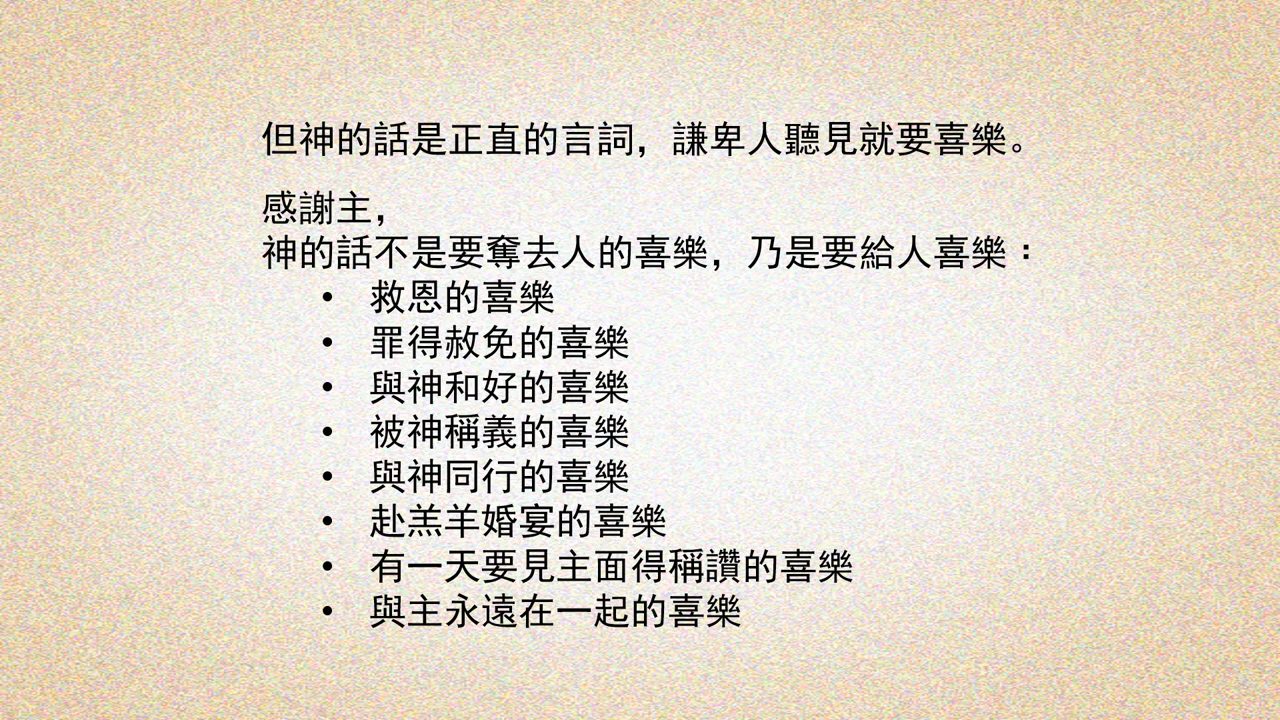 但神的話是正直的言詞，謙卑人聽見就要喜樂。
感謝主，
神的話不是要奪去人的喜樂，乃是要給人喜樂：
• 救恩的喜樂
• 罪得赦免的喜樂
• 與神和好的喜樂
• 被神稱義的喜樂
• 與神同行的喜樂
• 赴羔羊婚宴的喜樂
• 有一天要見主面得稱讚的喜樂
• 與主永遠在一起的喜樂